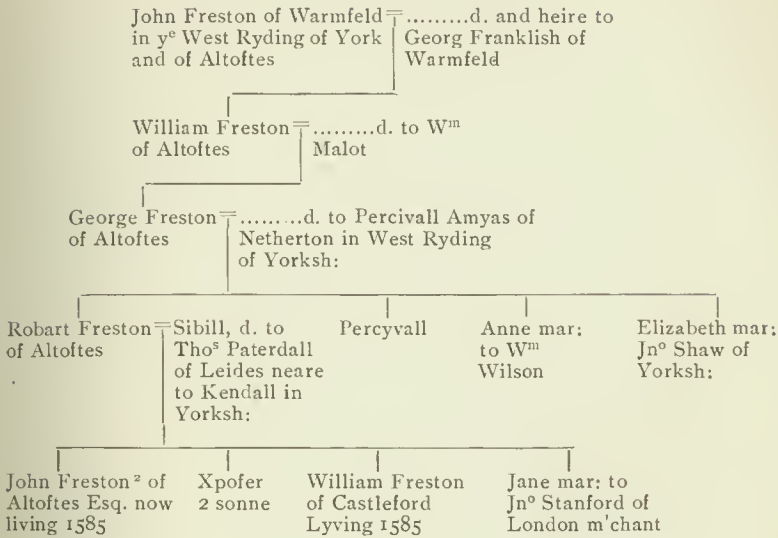 John Freston of Warmfeld
in yᵉ West Ryding of York
and of Altoftes
.........d. and heire to
Georg Franklish of
Warmfeld
William Freston
of Altoftes
.........d. to Wᵐ
Malot
George Freston
of Altoftes
.........d. to Percivall Amyas of
Netherton in West Ryding
of Yorksh:
Robart Freston
of Altoftes
Sibill, d. to
Thoˢ Paterdall
of Leides neare
to Kendall in
Yorksh:
Percyvall
Anne mar:
to Wᵐ
Wilson
Elizabeth mar:
Jnᵒ Shaw of
Yorksh:
John Freston² of
Altoftes Esq. now
living 1585
Xpofer
2 sonne
William Freston
of Castleford
Lyving 1585
Jane mar: to
Jnᵒ Stanford of
London m'chant